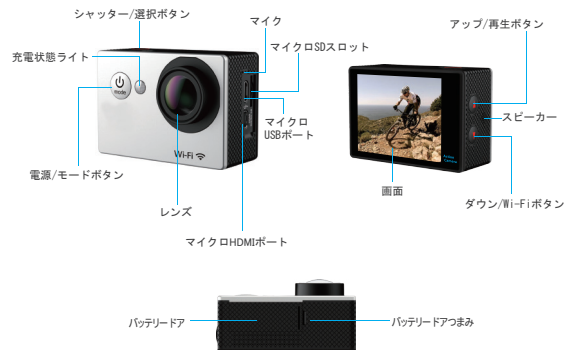 シャッター/選択ボタン
マイク
マイクロSDスロット
充電状態ライト
mode
マイクロ
USBポート
Wi-Fi
電源/モードボタン
レンズ
マイクロHDMIポート
アップ/再生ボタン
スピーカー
Action
Camera
画面
ダウン/Wi-Fiボタン
バッテリードア
バッテリードアつまみ